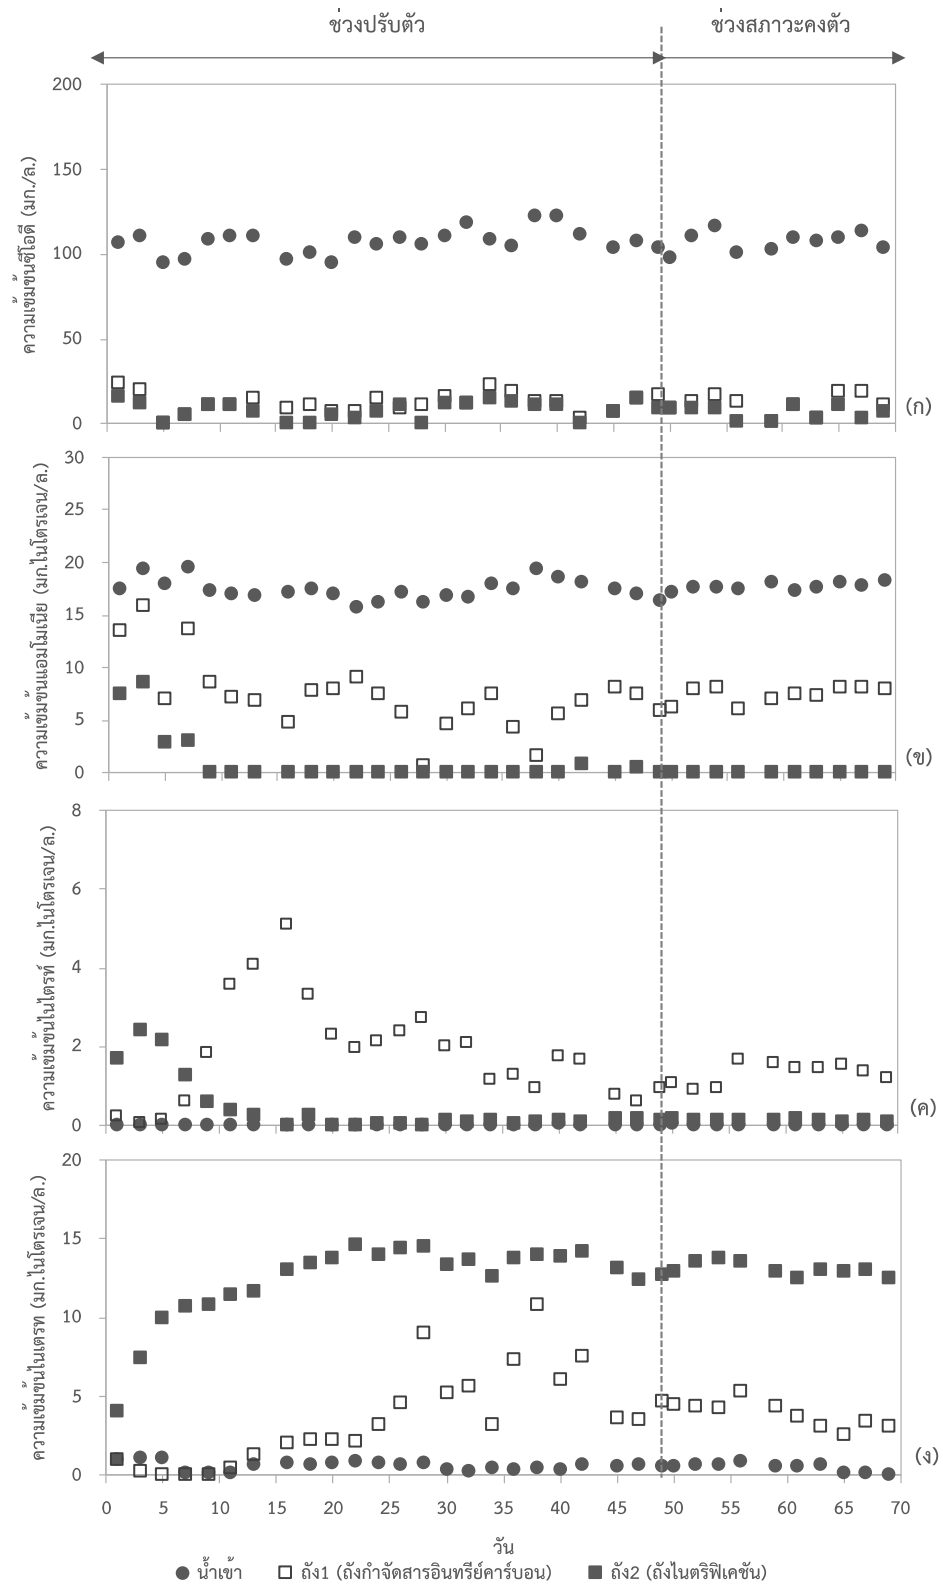 ช่วงปรับตัว ช่วงสภาวะคงตัว
200
150
100
50
0
ความเข้มข้นซีโอดี (มก./ล.)
(ก)
30
25
20
15
10
5
0
ความเข้มข้นแอมโมเนีย (มก.ไนโตรเจน/ล.)
(ข)
8
6
4
2
0
ความเข้มข้นไนไตรท์ (มก.ไนโตรเจน/ล.)
(ค)
20
15
10
5
0
ความเข้มข้นไนเตรท (มก.ไนโตรเจน/ล.)
(ง)
0 5 10 15 20 25 30 35 40 45 50 55 60 65 70
วัน
น้ำเข้า ถัง1 (ถังกำจัดสารอินทรีย์คาร์บอน) ถัง2 (ถังไนตริฟิเคชัน)